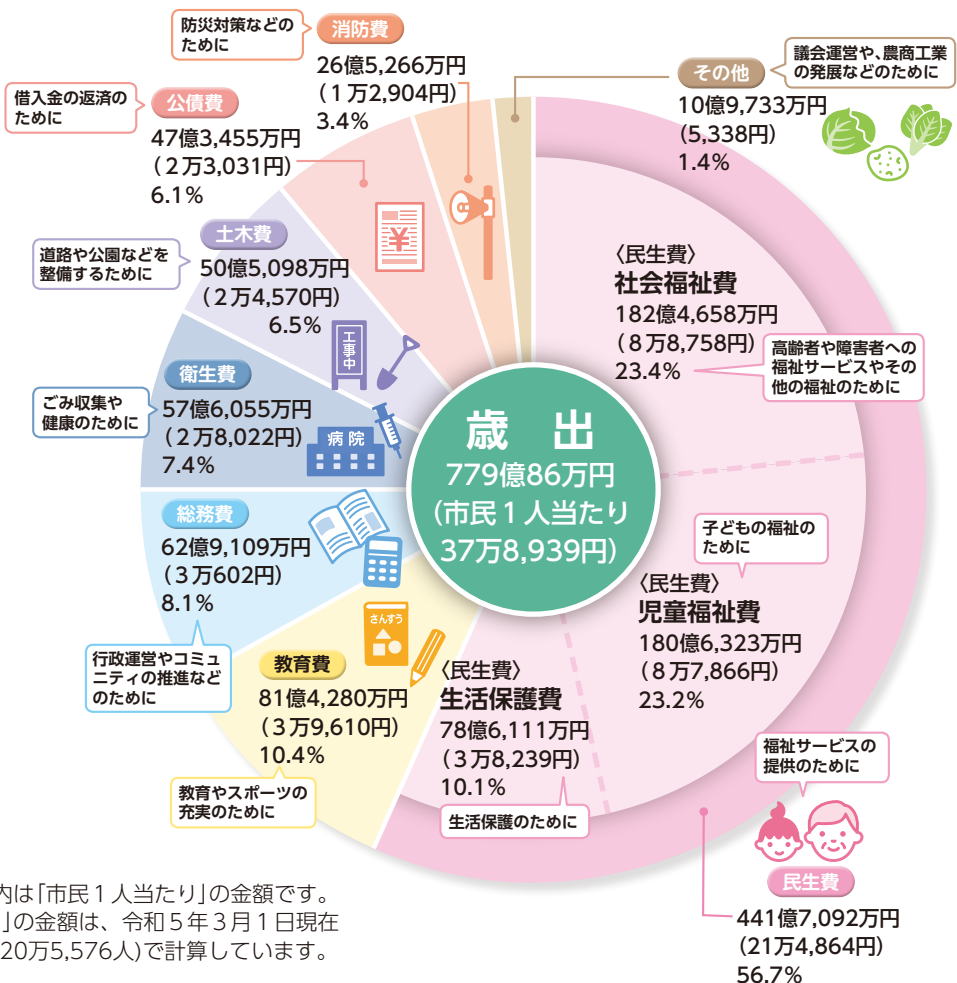 防災対策などの
ために
消防費
26億5,266万円
(1万2,904円)
3.4%
借入金の返済の
ために
公債費
47億3,455万円
(2万3,031円)
6.1%
道路や公園などを
整備するために
土木費
50億5,098万円
(2万4,570円)
6.5%
工事中
ごみ収集や
健康のために
衛生費
57億6,055万円
(2万8,022円)
7.4%
病院
総務費
62億9,109万円
(3万602円)
8.1%
行政運営やコミュ
ニティの推進など
のために
さんすう
教育費
81億4,280万円
(3万9,610円)
10.4%
教育やスポーツの
充実のために
その他
10億9,733万円
(5,338円)
1.4%
議会運営や、農商工業
の発展などのために
〈民生費〉
社会福祉費
182億4,658万円
(8万8,758円)
23.4%
高齢者や障害者への
福祉サービスやその
他の福祉のために
歳 出
779億86万円
(市民1人当たり
37万8,939円)
子どもの福祉の
ために
〈民生費〉
児童福祉費
180億6,323万円
(8万7,866円)
23.2%
〈民生費〉
生活保護費
78億6,111万円
(3万8,239円)
10.1%
生活保護のために
福祉サービスの
提供のために
民生費
441億7,092万円
(21万4,864円)
56.7%
内は「市民1人当たり」の金額です。
」の金額は、令和5年3月1日現在
20万5,576人)で計算しています。
¥